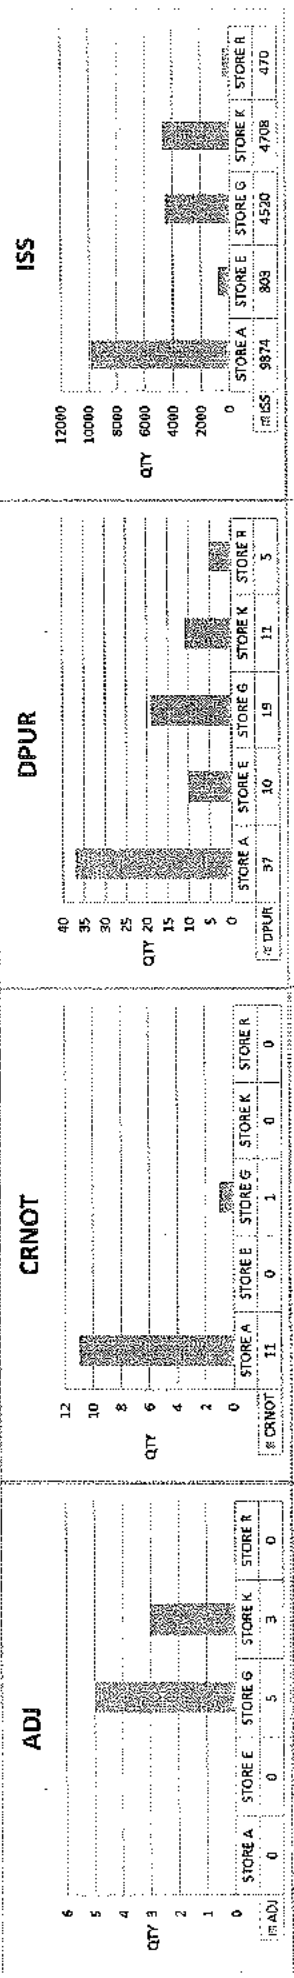 ADJ
6
5
4
3
2
1
0
QTY
STORE A STORE E STORE G STORE K STORE R
ADJ 0 0 5 3 0
CRNOT
12
10
8
6
4
2
0
QTY
STORE A STORE E STORE G STORE K STORE R
CRNOT 11 0 1 0 0
DPUR
40
35
30
25
20
15
10
5
0
QTY
STORE A STORE E STORE G STORE K STORE R
DPUR 37 10 19 11 5
ISS
12000
10000
8000
6000
4000
2000
0
QTY
STORE A STORE E STORE G STORE K STORE R
ISS 9874 803 4520 4708 470